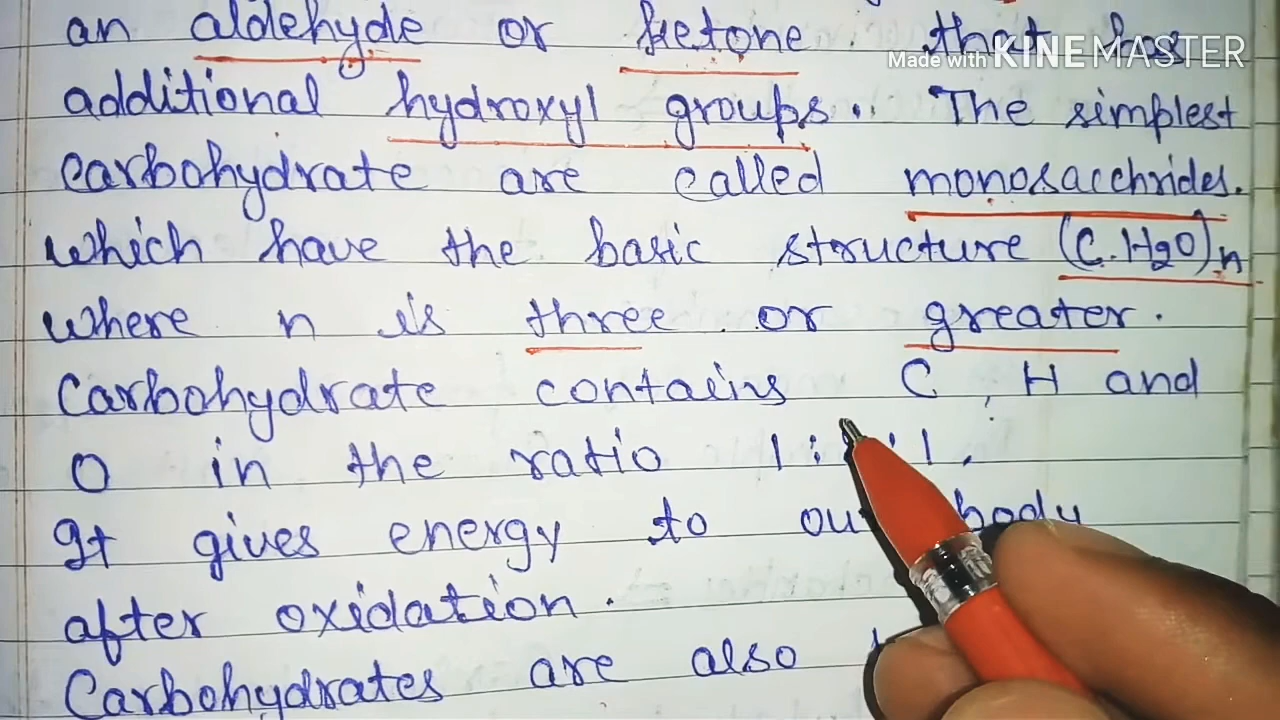 an aldehyde or ketone that has
Made with KINEMASTER
additional hydroxyl groups. The simplest
carbohydrate are called monosacchrides.
which have the basic structure (C.H2O)n
where n is three or greater.
Carbohydrate contains C, H and
O in the ratio 1: :1.
It gives energy to our body
after oxidation.
Carbohydrates are also